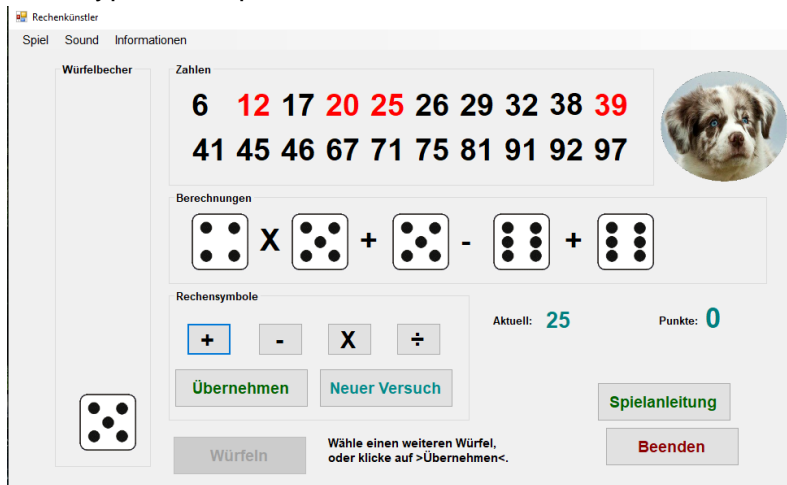 Rechenkünstler
Spiel Sound Informationen
Würfelbecher
Zahlen
6 12 17 20 25 26 29 32 38 39
41 45 46 67 71 75 81 91 92 97
Berechnungen
X + - +
Rechensymbole
+ - X ÷
Aktuell: 25
Punkte: 0
Übernehmen
Neuer Versuch
Spielanleitung
Würfeln
Wähle einen weiteren Würfel,
oder klicke auf >Übernehmen<.
Beenden